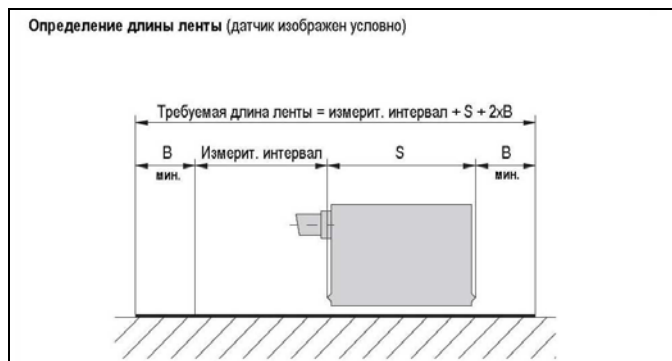 Определение длины ленты (датчик изображен условно)
Требуемая длина ленты = измерит. интервал + S + 2xB
B Измерит. интервал S B
мин. мин.